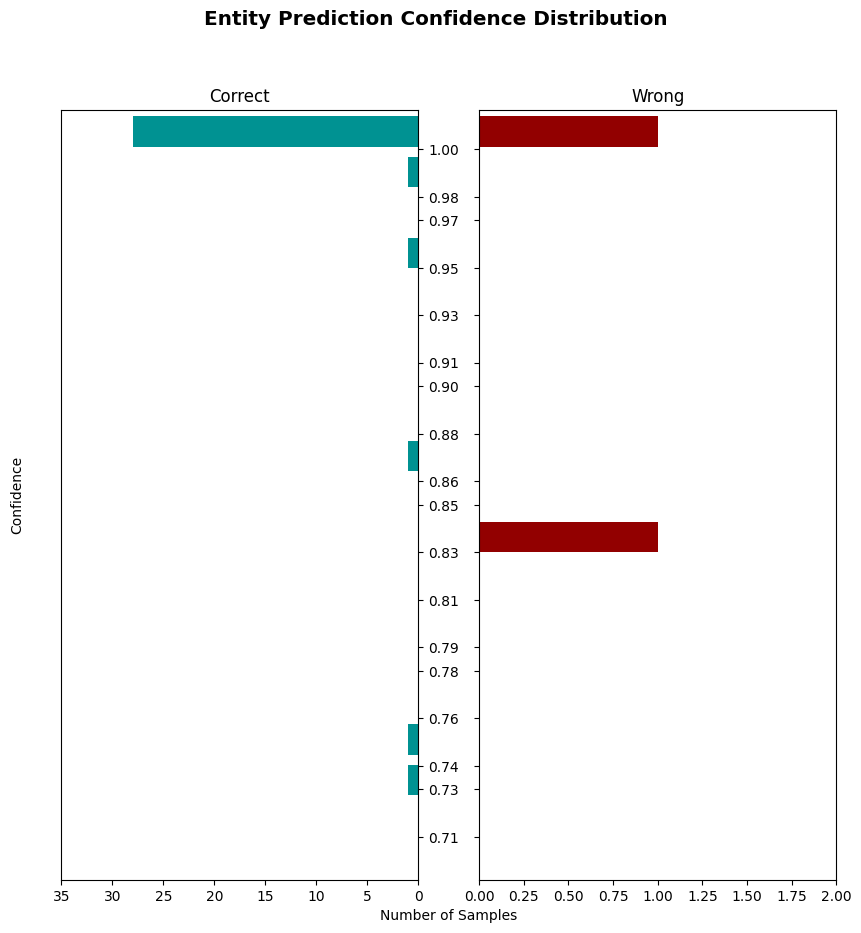 Entity Prediction Confidence Distribution
Correct
Wrong
1.00
0.98
0.97
0.95
0.93
0.91
0.90
0.88
0.86
0.85
0.83
0.81
0.79
0.78
0.76
0.74
0.73
0.71
Confidence
35 30 25 20 15 10 5 0
0.00 0.25 0.50 0.75 1.00 1.25 1.50 1.75 2.00
Number of Samples